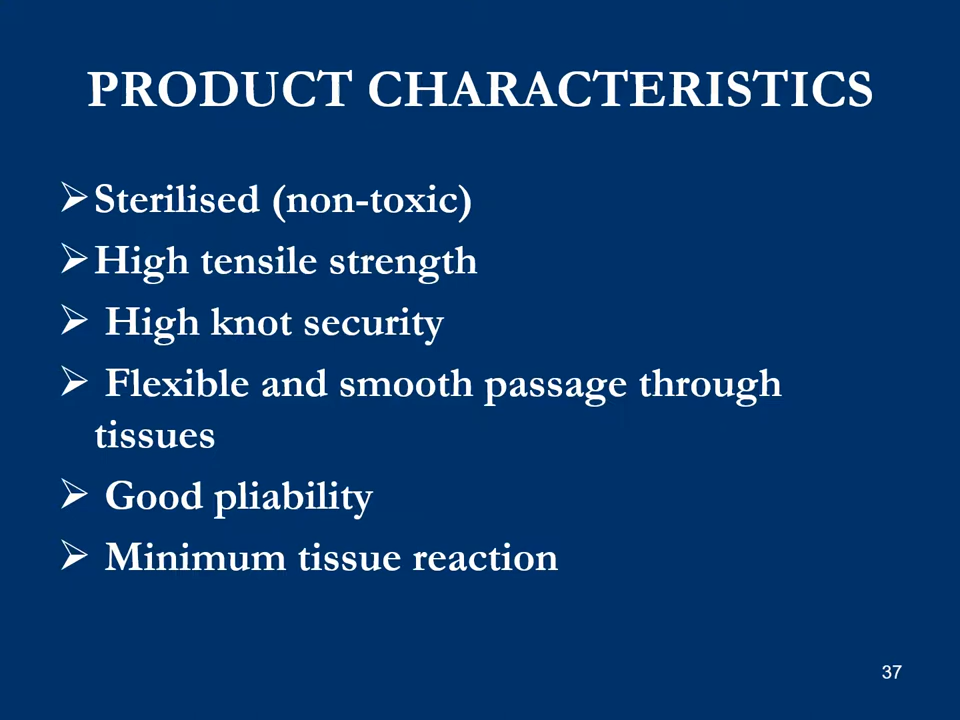 PRODUCT CHARACTERISTICS
➢Sterilised (non-toxic)
➢High tensile strength
➢ High knot security
➢ Flexible and smooth passage through
tissues
➢ Good pliability
➢ Minimum tissue reaction
37